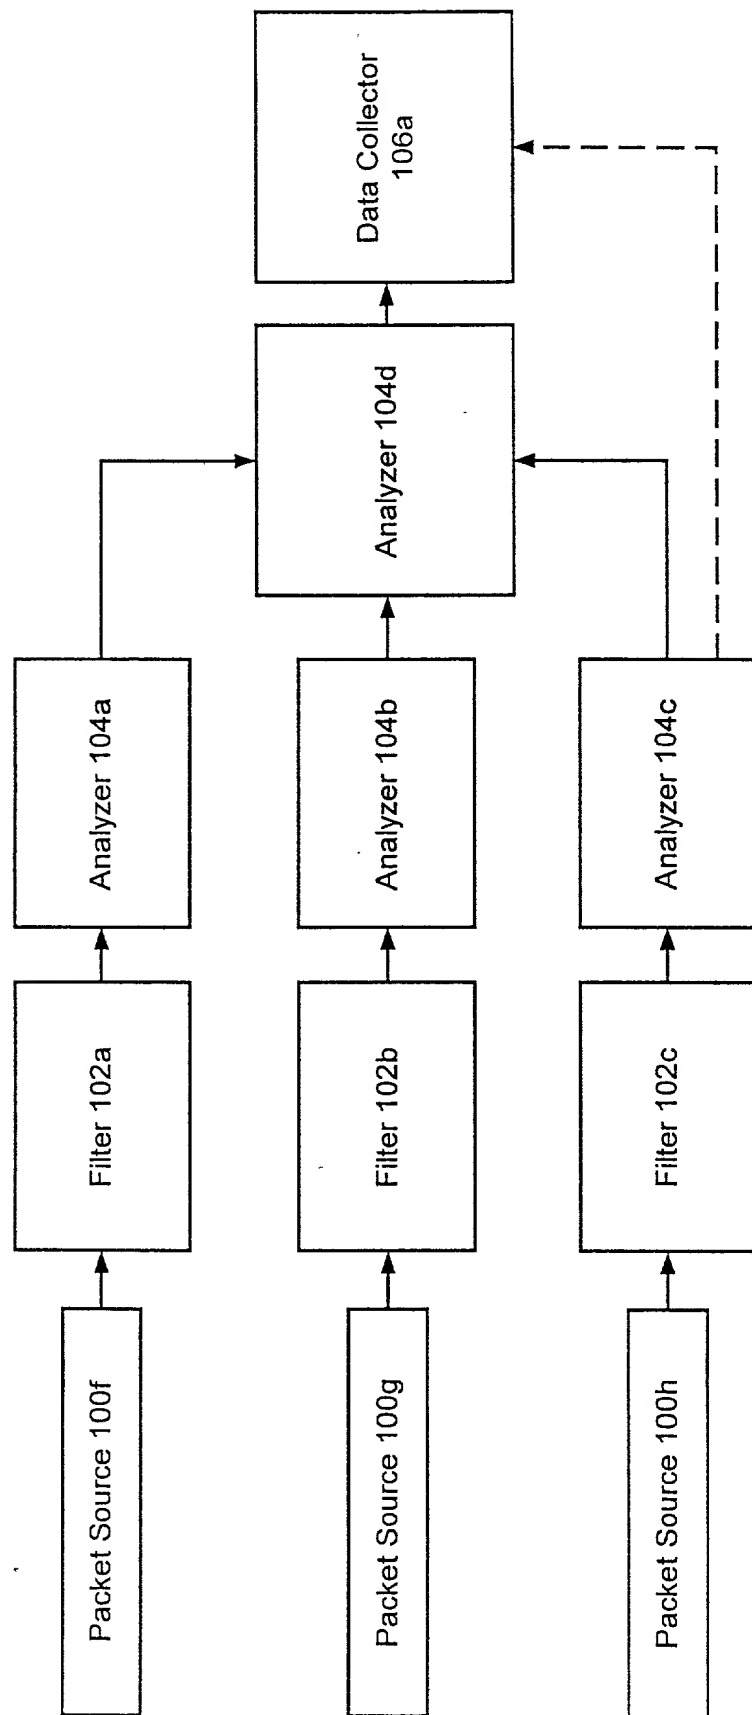 Packet Source 100f
Filter 102a
Analyzer 104a
Packet Source 100g
Filter 102b
Analyzer 104b
Analyzer 104d
Data Collector
106a
Packet Source 100h
Filter 102c
Analyzer 104c